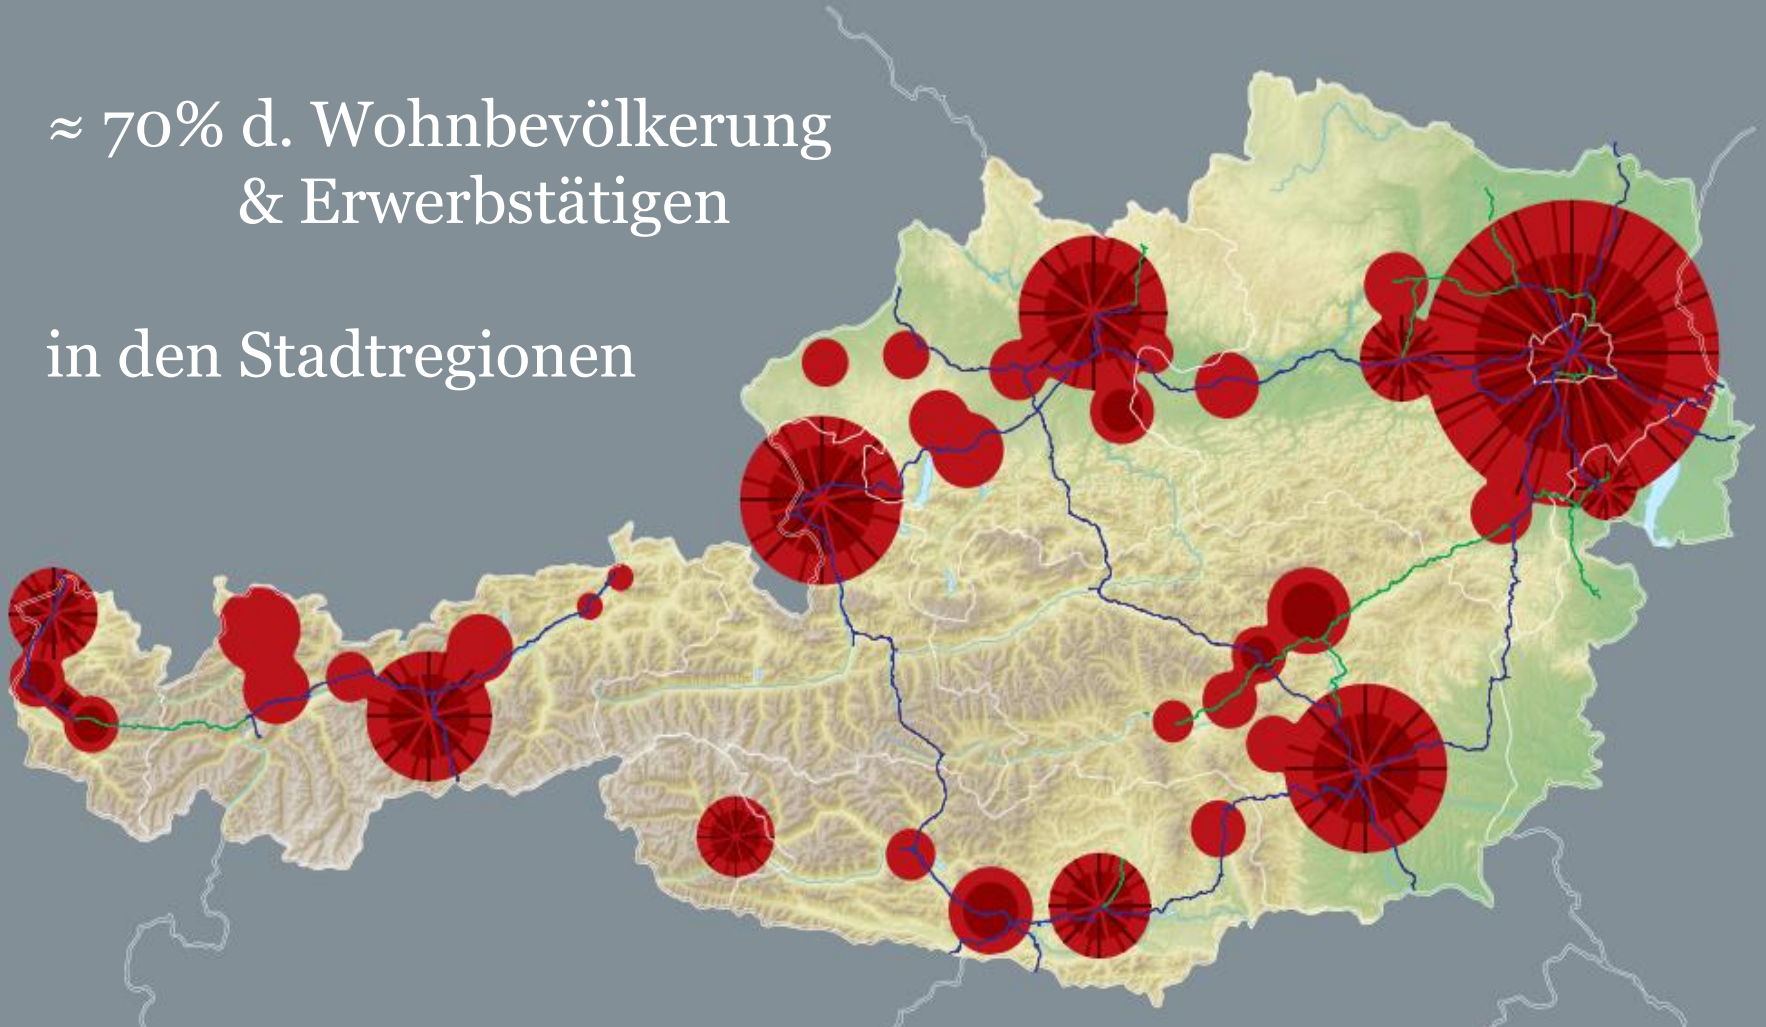 ≈ 70% d. Wohnbevölkerung
& Erwerbstätigen
in den Stadtregionen